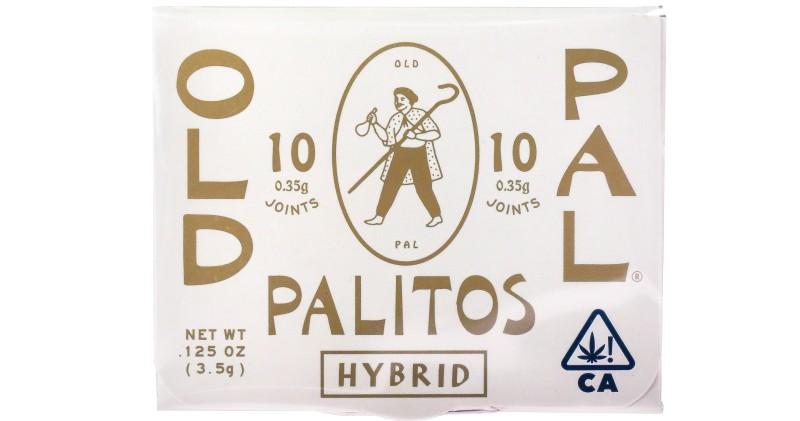 OLD
PAL®
OLD
PAL
10
0.35g
JOINTS
10
0.35g
JOINTS
PALITOS
HYBRID
NET WT
.125 OZ
(3.5g)
!
CA